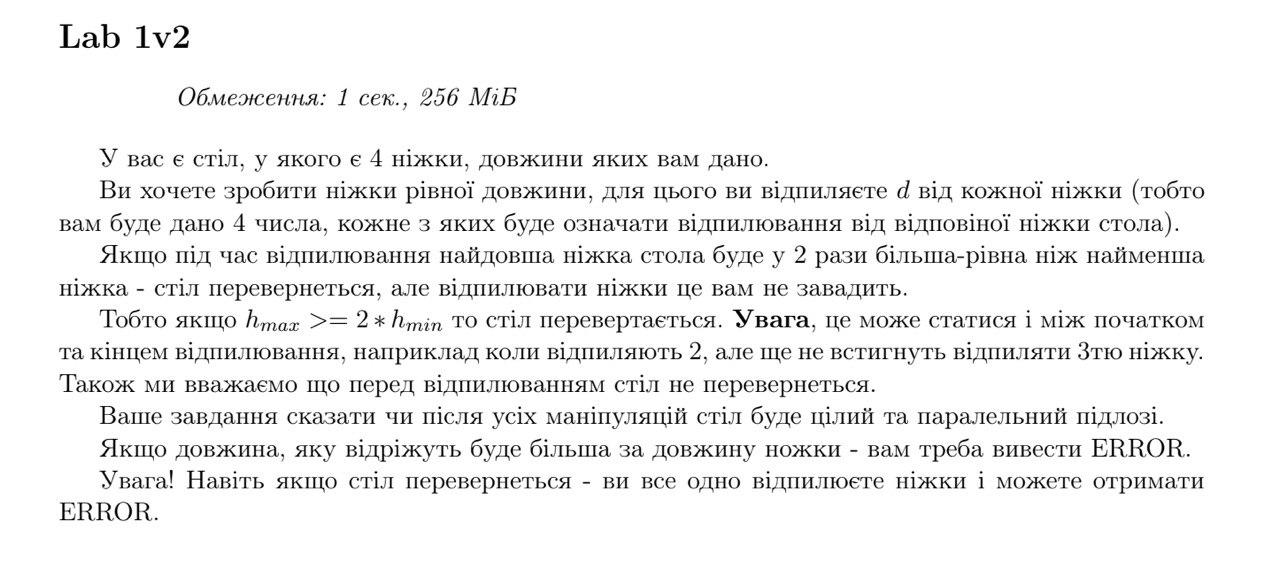 Lab 1v2
Обмеження: 1 сек., 256 МіБ
У вас є стіл, у якого є 4 ніжки, довжини яких вам дано.
Ви хочете зробити ніжки рівної довжини, для цього ви відпиляєте d від кожної ніжки (тобто
вам буде дано 4 числа, кожне з яких буде означати відпилювання від відповіної ніжки стола).
Якщо під час відпилювання найдовша ніжка стола буде у 2 рази більша-рівна ніж найменша
ніжка - стіл перевернеться, але відпилювати ніжки це вам не завадить.
Тобто якщо hmax >= 2 * hmin то стіл перевертається. Увага, це може статися і між початком
та кінцем відпилювання, наприклад коли відпиляють 2, але ще не встигнуть відпиляти 3тю ніжку.
Також ми вважаємо що перед відпилюванням стіл не перевернеться.
Ваше завдання сказати чи після усіх маніпуляцій стіл буде цілий та паралельний підлозі.
Якщо довжина, яку відріжуть буде більша за довжину ножки - вам треба вивести ERROR.
Увага! Навіть якщо стіл перевернеться - ви все одно відпилюєте ніжки і можете отримати
ERROR.